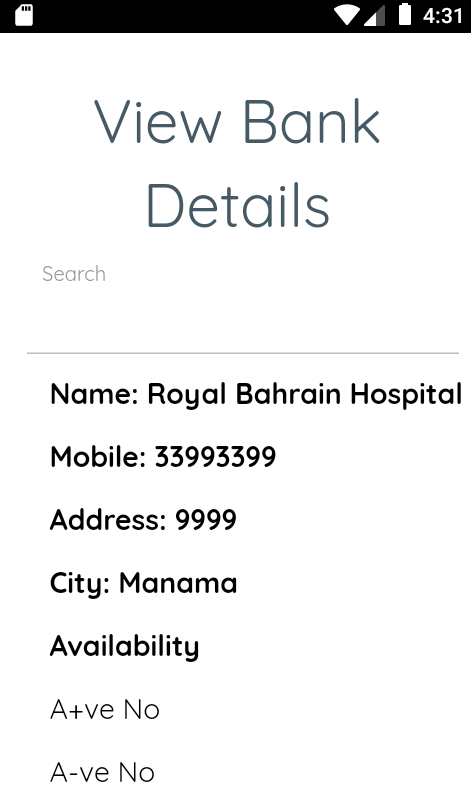 4:31
View Bank
Details
Search
Name: Royal Bahrain Hospital
Mobile: 33993399
Address: 9999
City: Manama
Availability
A+ve No
A-ve No